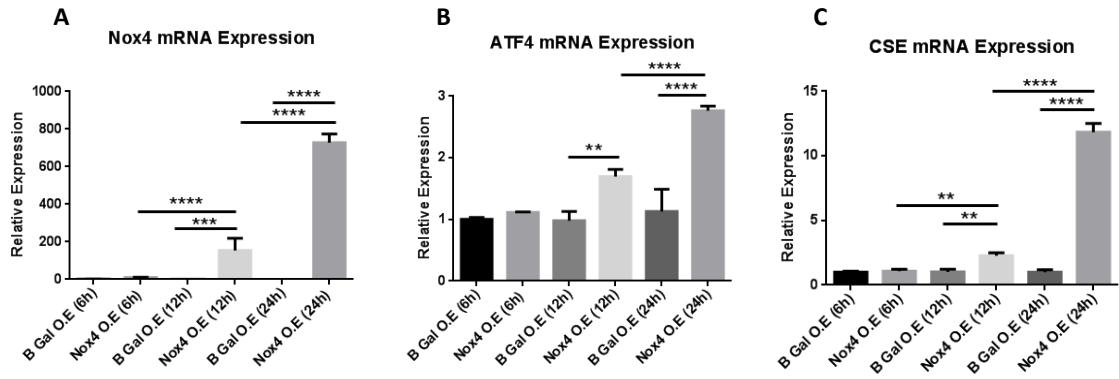 A
Nox4 mRNA Expression
Relative Expression
1000
800
600
400
200
0
****
****
****
***
B Gal O.E (6h)
Nox4 O.E (6h)
B Gal O.E (12h)
Nox4 O.E (12h)
B Gal O.E (24h)
Nox4 O.E (24h)
B
ATF4 mRNA Expression
Relative Expression
3
2
1
0
****
****
**
B Gal O.E (6h)
Nox4 O.E (6h)
B Gal O.E (12h)
Nox4 O.E (12h)
B Gal O.E (24h)
Nox4 O.E (24h)
C
CSE mRNA Expression
Relative Expression
15
10
5
0
****
****
**
**
B Gal O.E (6h)
Nox4 O.E (6h)
B Gal O.E (12h)
Nox4 O.E (12h)
B Gal O.E (24h)
Nox4 O.E (24h)